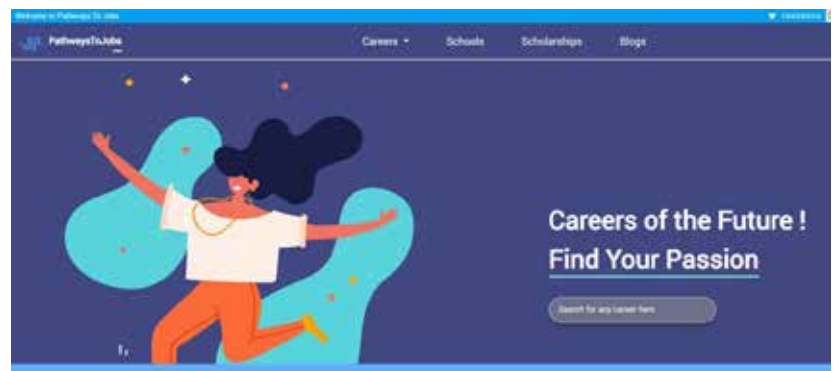 Welcome to Pathways To Jobs
PathwaysToJobs
Careers Schools Scholarships Blogs
Careers of the Future !
Find Your Passion
Search for any career here